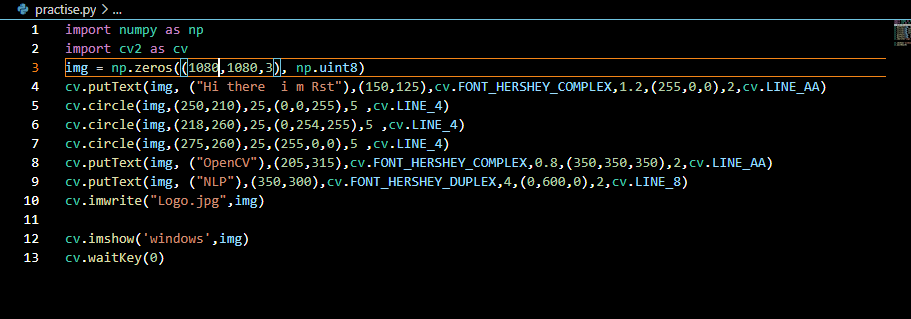 practise.py > ...
1 import numpy as np
2 import cv2 as cv
3 img = np.zeros((1080,1080,3), np.uint8)
4 cv.putText(img, ("Hi there  i m Rst"),(150,125),cv.FONT_HERSHEY_COMPLEX,1.2,(255,0,0),2,cv.LINE_AA)
5 cv.circle(img,(250,210),25,(0,0,255),5 ,cv.LINE_4)
6 cv.circle(img,(218,260),25,(0,254,255),5 ,cv.LINE_4)
7 cv.circle(img,(275,260),25,(255,0,0),5 ,cv.LINE_4)
8 cv.putText(img, ("OpenCV"),(205,315),cv.FONT_HERSHEY_COMPLEX,0.8,(350,350,350),2,cv.LINE_AA)
9 cv.putText(img, ("NLP"),(350,300),cv.FONT_HERSHEY_DUPLEX,4,(0,600,0),2,cv.LINE_8)
10 cv.imwrite("Logo.jpg",img)
11
12 cv.imshow('windows',img)
13 cv.waitKey(0)